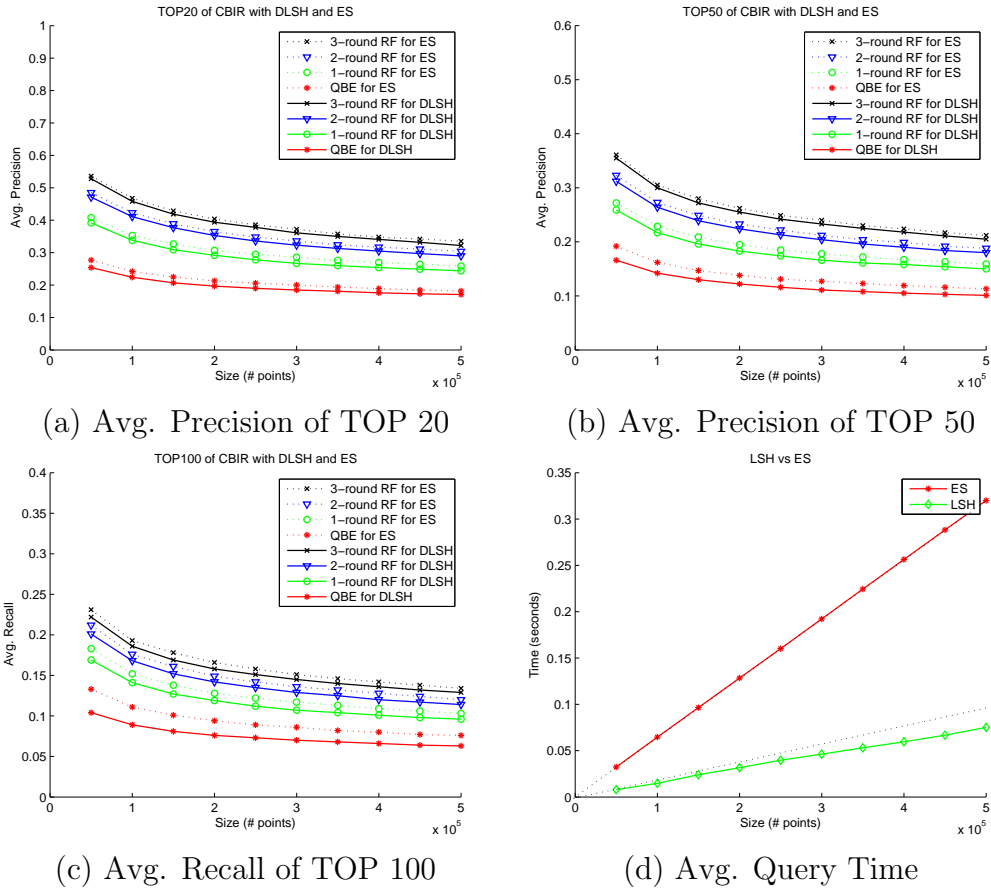 TOP20 of CBIR with DLSH and ES
1
0.9
0.8
0.7
0.6
0.5
0.4
0.3
0.2
0.1
0
Avg. Precision
3-round RF for ES
2-round RF for ES
1-round RF for ES
QBE for ES
3-round RF for DLSH
2-round RF for DLSH
1-round RF for DLSH
QBE for DLSH
0 1 2 3 4 5
Size (# points)
x 10^5
(a) Avg. Precision of TOP 20
TOP50 of CBIR with DLSH and ES
0.6
0.5
0.4
0.3
0.2
0.1
0
Avg. Precision
3-round RF for ES
2-round RF for ES
1-round RF for ES
QBE for ES
3-round RF for DLSH
2-round RF for DLSH
1-round RF for DLSH
QBE for DLSH
0 1 2 3 4 5
Size (# points)
x 10^5
(b) Avg. Precision of TOP 50
TOP100 of CBIR with DLSH and ES
0.4
0.35
0.3
0.25
0.2
0.15
0.1
0.05
0
Avg. Recall
3-round RF for ES
2-round RF for ES
1-round RF for ES
QBE for ES
3-round RF for DLSH
2-round RF for DLSH
1-round RF for DLSH
QBE for DLSH
0 1 2 3 4 5
Size (# points)
x 10^5
(c) Avg. Recall of TOP 100
LSH vs ES
0.35
0.3
0.25
0.2
0.15
0.1
0.05
0
Time (seconds)
ES
LSH
0 1 2 3 4 5
Size (# points)
x 10^5
(d) Avg. Query Time